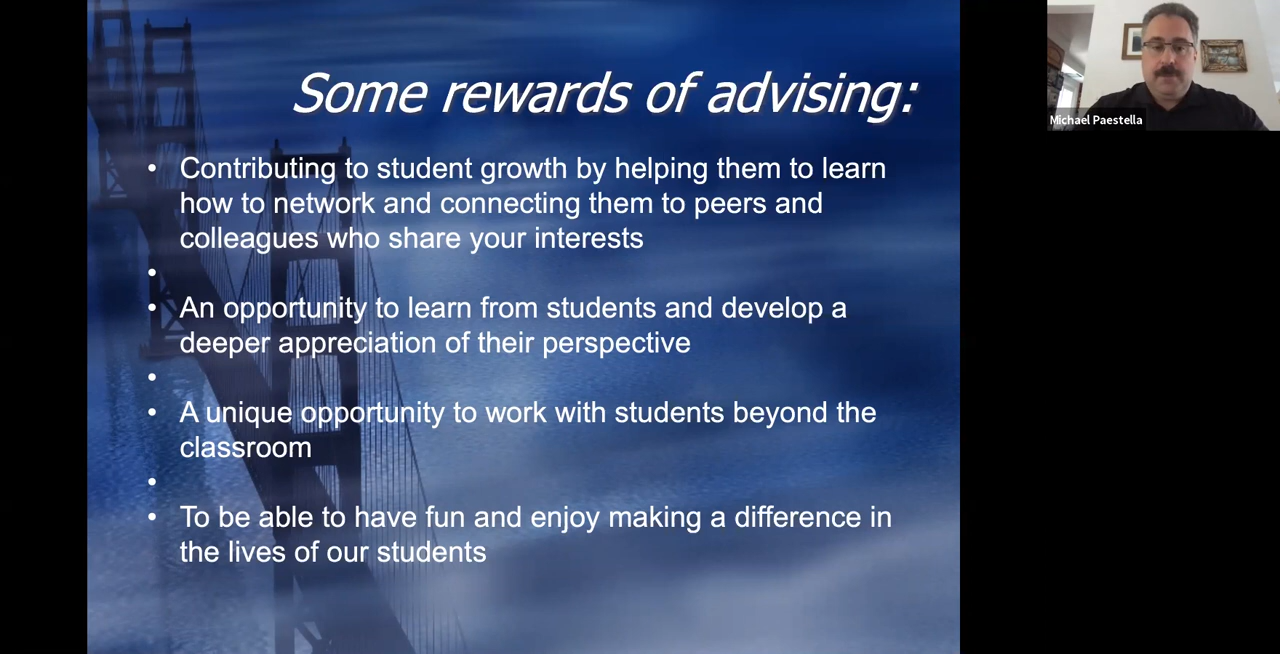 Some rewards of advising:
• Contributing to student growth by helping them to learn
how to network and connecting them to peers and
colleagues who share your interests
•
• An opportunity to learn from students and develop a
deeper appreciation of their perspective
•
• A unique opportunity to work with students beyond the
classroom
•
• To be able to have fun and enjoy making a difference in
the lives of our students
Michael Paestella